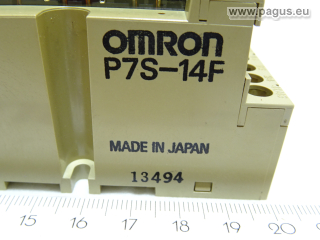 www.pagus.eu
OMRON
P7S-14F
MADE IN JAPAN
13494
15 16 17 18 19 20